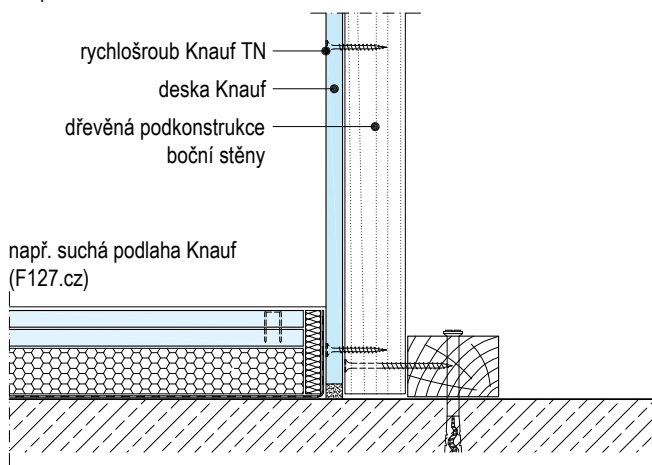 rychlošroub Knauf TN
deska Knauf
dřevěná podkonstrukce
boční stěny
např. suchá podlaha Knauf
(F127.cz)